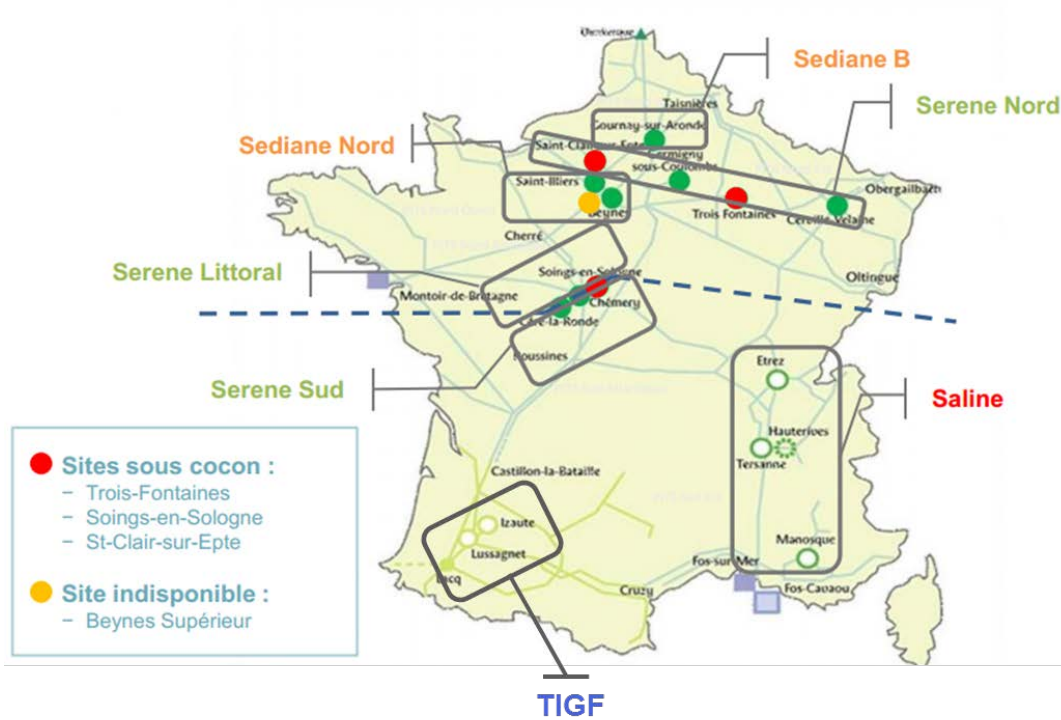 Dunkerque
Sediane B
Taisnières
Serene Nord
Gournay-sur-Aronde
Sediane Nord
Saint-Clair-sur-Epte
Germigny
sous-Coulombs
Saint-Illiers
Obergailbach
Beynes
Trois Fontaines
Cerville-Velaine
Cherré
Serene Littoral
Soings-en-Sologne
Oltingue
Montoir-de-Bretagne
Chémery
Céré-la-Ronde
Roussines
Etrez
Serene Sud
Saline
Hauterives
Tersanne
Sites sous cocon :
– Trois-Fontaines
– Soings-en-Sologne
– St-Clair-sur-Epte
Castillon-la-Bataille
Izaute
Lussagnet
Manosque
Lacq
Fos-sur-Mer
Cruzy
Fos-Cavaou
Site indisponible :
– Beynes Supérieur
TIGF